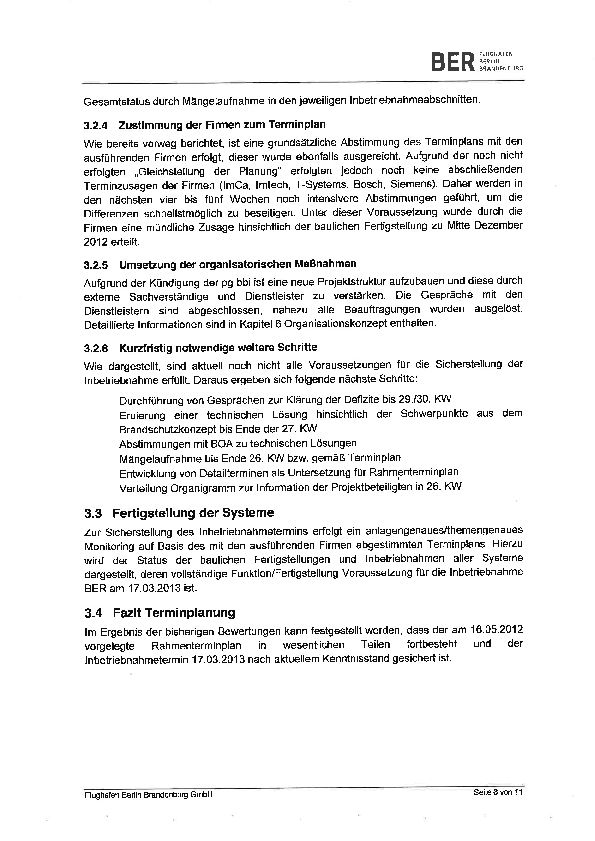 BER FLUGHAFEN
BERLIN
BRANDENBURG
Gesamtstatus durch Mängelaufnahme in den jeweiligen Inbetriebnahmeabschnitten.
3.2.4 Zustimmung der Firmen zum Terminplan
Wie bereits vorweg berichtet, ist eine grundsätzliche Abstimmung des Terminplans mit den
ausführenden Firmen erfolgt, dieser wurde ebenfalls ausgereicht. Aufgrund der noch nicht
erfolgten „Gleichstellung der Planung" erfolgten jedoch noch keine abschließenden
Terminzusagen der Firmen (ImCa, Imtech, T-Systems, Bosch, Siemens). Daher werden in
den nächsten vier bis fünf Wochen noch intensivere Abstimmungen geführt, um die
Differenzen schnellstmöglich zu beseitigen. Unter dieser Voraussetzung wurde durch die
Firmen eine mündliche Zusage hinsichtlich der baulichen Fertigstellung zu Mitte Dezember
2012 erteilt.
3.2.5 Umsetzung der organisatorischen Maßnahmen
Aufgrund der Kündigung der pg bbi ist eine neue Projektstruktur aufzubauen und diese durch
externe Sachverständige und Dienstleister zu verstärken. Die Gespräche mit den
Dienstleistern sind abgeschlossen, nahezu alle Beauftragungen wurden ausgelöst.
Detaillierte Informationen sind in Kapitel 6 Organisationskonzept enthalten.
3.2.6 Kurzfristig notwendige weitere Schritte
Wie dargestellt, sind aktuell noch nicht alle Voraussetzungen für die Sicherstellung der
Inbetriebnahme erfüllt. Daraus ergeben sich folgende nächste Schritte:
Durchführung von Gesprächen zur Klärung der Defizite bis 29./30. KW
Eruierung einer technischen Lösung hinsichtlich der Schwerpunkte aus dem
Brandschutzkonzept bis Ende der 27. KW
Abstimmungen mit BOA zu technischen Lösungen
Mängelaufnahme bis Ende 26. KW bzw. gemäß Terminplan
Entwicklung von Detailterminen als Untersetzung für Rahmenterminplan
Verteilung Organigramm zur Information der Projektbeteiligten in 26. KW
3.3 Fertigstellung der Systeme
Zur Sicherstellung des Inbetriebnahmetermins erfolgt ein anlagengenaues/themengenaues
Monitoring auf Basis des mit den ausführenden Firmen abgestimmten Terminplans. Hierzu
wird der Status der baulichen Fertigstellungen und Inbetriebnahmen aller Systeme
dargestellt, deren vollständige Funktion/Fertigstellung Voraussetzung für die Inbetriebnahme
BER am 17.03.2013 ist.
3.4 Fazit Terminplanung
Im Ergebnis der bisherigen Bewertungen kann festgestellt worden, dass der am 16.05.2012
vorgelegte Rahmenterminplan in wesentlichen Teilen fortbesteht und der
Inbetriebnahmetermin 17.03.2013 nach aktuellem Kenntnisstand gesichert ist.
Flughafen Berlin Brandenburg GmbH
Seite 8 von 11